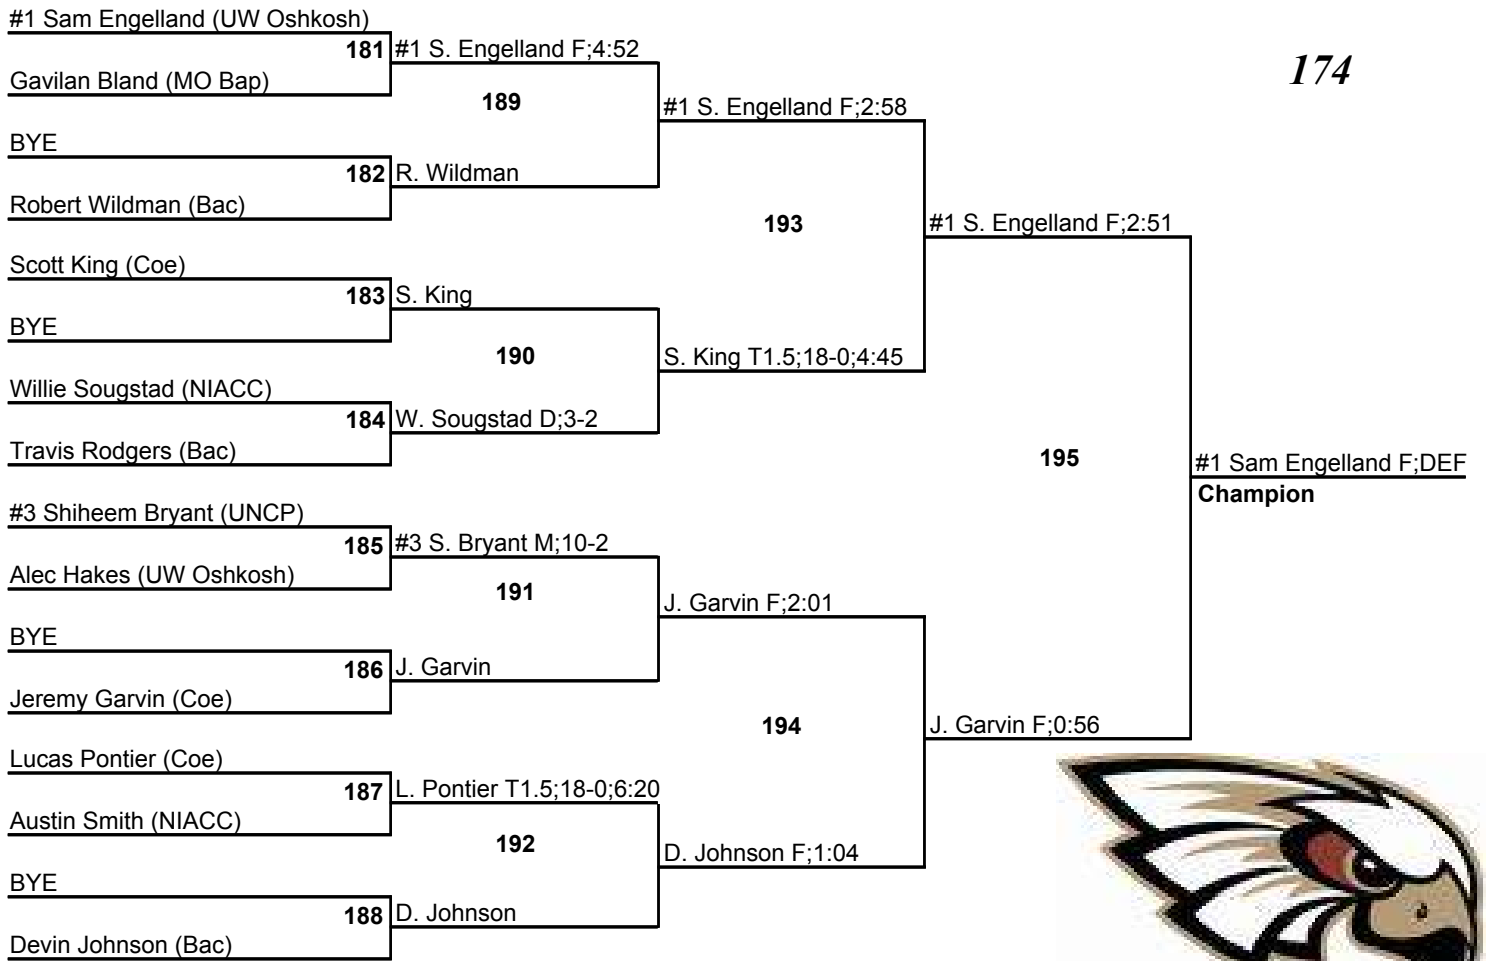 #1 Sam Engelland (UW Oshkosh)
181
Gavilan Bland (MO Bap)
BYE
182
Robert Wildman (Bac)
Scott King (Coe)
183
BYE
Willie Sougstad (NIACC)
184
Travis Rodgers (Bac)
#3 Shiheem Bryant (UNCP)
185
Alec Hakes (UW Oshkosh)
BYE
186
Jeremy Garvin (Coe)
Lucas Pontier (Coe)
187
Austin Smith (NIACC)
BYE
188
Devin Johnson (Bac)
#1 S. Engelland F;4:52
189
R. Wildman
S. King
190
W. Sougstad D;3-2
#3 S. Bryant M;10-2
191
J. Garvin
L. Pontier T1.5;18-0;6:20
192
D. Johnson
#1 S. Engelland F;2:58
193
S. King T1.5;18-0;4:45
J. Garvin F;2:01
194
D. Johnson F;1:04
#1 S. Engelland F;2:51
195
J. Garvin F;0:56
174
#1 Sam Engelland F;DEF
Champion